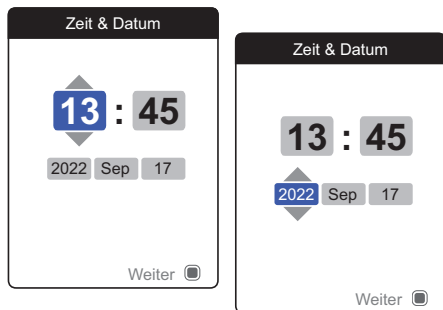 Zeit & Datum
13 : 45
2022 Sep 17
Weiter
Zeit & Datum
13 : 45
2022 Sep 17
Weiter